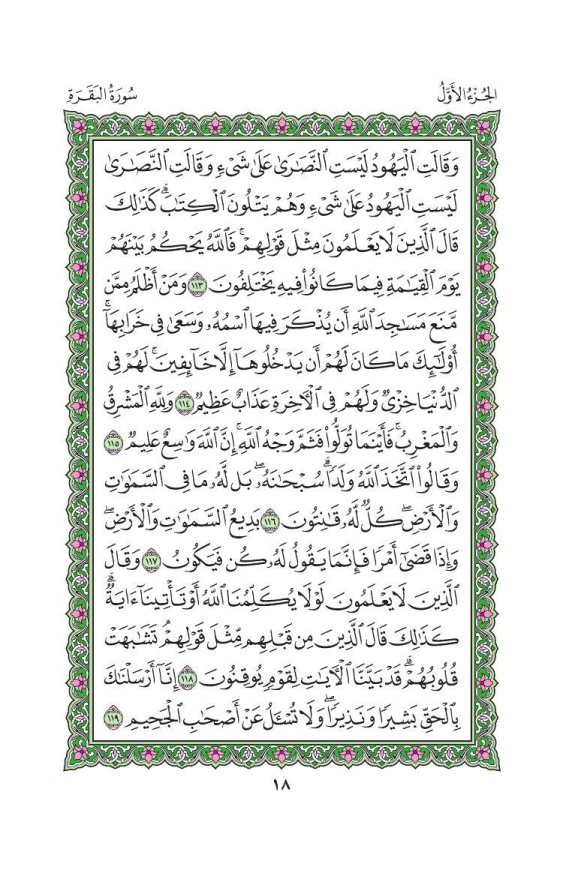 الجُزْءُ الأَوَّلُ
سُورَةُ البَقَرَةِ
وَقَالَتِ ٱلۡيَهُودُ لَيۡسَتِ ٱلنَّصَٰرَىٰ عَلَىٰ شَيۡءٖ وَقَالَتِ ٱلنَّصَٰرَىٰ
لَيۡسَتِ ٱلۡيَهُودُ عَلَىٰ شَيۡءٖ وَهُمۡ يَتۡلُونَ ٱلۡكِتَٰبَۗ كَذَٰلِكَ
قَالَ ٱلَّذِينَ لَا يَعۡلَمُونَ مِثۡلَ قَوۡلِهِمۡۚ فَٱللَّهُ يَحۡكُمُ بَيۡنَهُمۡ
يَوۡمَ ٱلۡقِيَٰمَةِ فِيمَا كَانُواْ فِيهِ يَخۡتَلِفُونَ ١١٣ وَمَنۡ أَظۡلَمُ مِمَّن
مَّنَعَ مَسَٰجِدَ ٱللَّهِ أَن يُذۡكَرَ فِيهَا ٱسۡمُهُۥ وَسَعَىٰ فِي خَرَابِهَآۚ
أُوْلَٰٓئِكَ مَا كَانَ لَهُمۡ أَن يَدۡخُلُوهَآ إِلَّا خَآئِفِينَۚ لَهُمۡ فِي
ٱلدُّنۡيَا خِزۡيٞ وَلَهُمۡ فِي ٱلۡأٓخِرَةِ عَذَابٌ عَظِيمٞ ١١٤ وَلِلَّهِ ٱلۡمَشۡرِقُ
وَٱلۡمَغۡرِبُۚ فَأَيۡنَمَا تُوَلُّواْ فَثَمَّ وَجۡهُ ٱللَّهِۚ إِنَّ ٱللَّهَ وَٰسِعٌ عَلِيمٞ ١١٥
وَقَالُواْ ٱتَّخَذَ ٱللَّهُ وَلَدٗاۗ سُبۡحَٰنَهُۥۖ بَل لَّهُۥ مَا فِي ٱلسَّمَٰوَٰتِ
وَٱلۡأَرۡضِۖ كُلّٞ لَّهُۥ قَٰنِتُونَ ١١٦ بَدِيعُ ٱلسَّمَٰوَٰتِ وَٱلۡأَرۡضِۖ
وَإِذَا قَضَىٰٓ أَمۡرٗا فَإِنَّمَا يَقُولُ لَهُۥ كُن فَيَكُونُ ١١٧ وَقَالَ
ٱلَّذِينَ لَا يَعۡلَمُونَ لَوۡلَا يُكَلِّمُنَا ٱللَّهُ أَوۡ تَأۡتِينَآ ءَايَةٞۗ
كَذَٰلِكَ قَالَ ٱلَّذِينَ مِن قَبۡلِهِم مِّثۡلَ قَوۡلِهِمۡۘ تَشَٰبَهَتۡ
قُلُوبُهُمۡۗ قَدۡ بَيَّنَّا ٱلۡأٓيَٰتِ لِقَوۡمٖ يُوقِنُونَ ١١٨ إِنَّآ أَرۡسَلۡنَٰكَ
بِٱلۡحَقِّ بَشِيرٗا وَنَذِيرٗاۖ وَلَا تُسۡـَٔلُ عَنۡ أَصۡحَٰبِ ٱلۡجَحِيمِ ١١٩
١٨